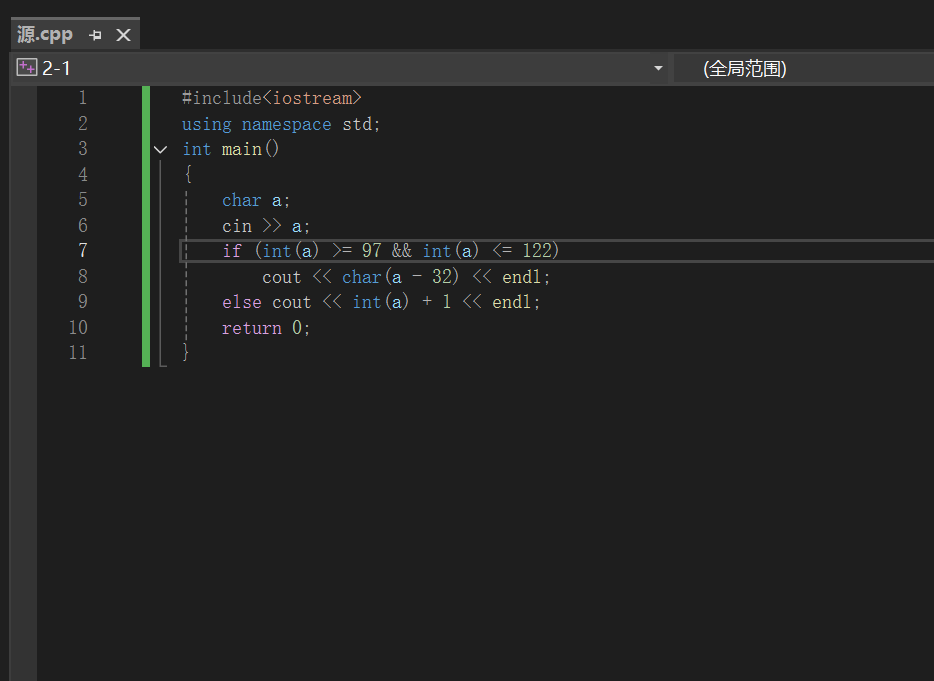 源.cpp
2-1 (全局范围)
1 #include<iostream>
2 using namespace std;
3 int main()
4 {
5 char a;
6 cin >> a;
7 if (int(a) >= 97 && int(a) <= 122)
8 cout << char(a - 32) << endl;
9 else cout << int(a) + 1 << endl;
10 return 0;
11 }